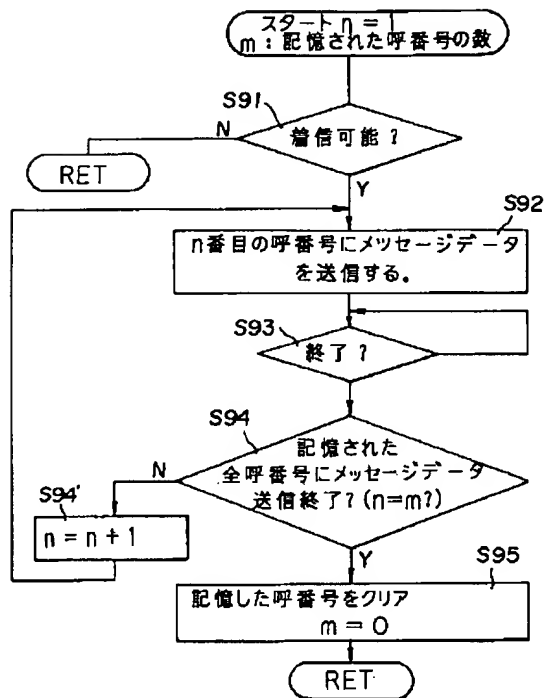 スタート n = 1
m : 記憶された呼番号の数
S91
N
着信可能 ?
RET
Y
S92
n番目の呼番号にメッセージデータ
を送信する。
S93
終了 ?
S94
記憶された
N
全呼番号にメッセージデータ
送信終了? (n=m?)
S94'
n = n + 1
Y
S95
記憶した呼番号をクリア
m = 0
RET